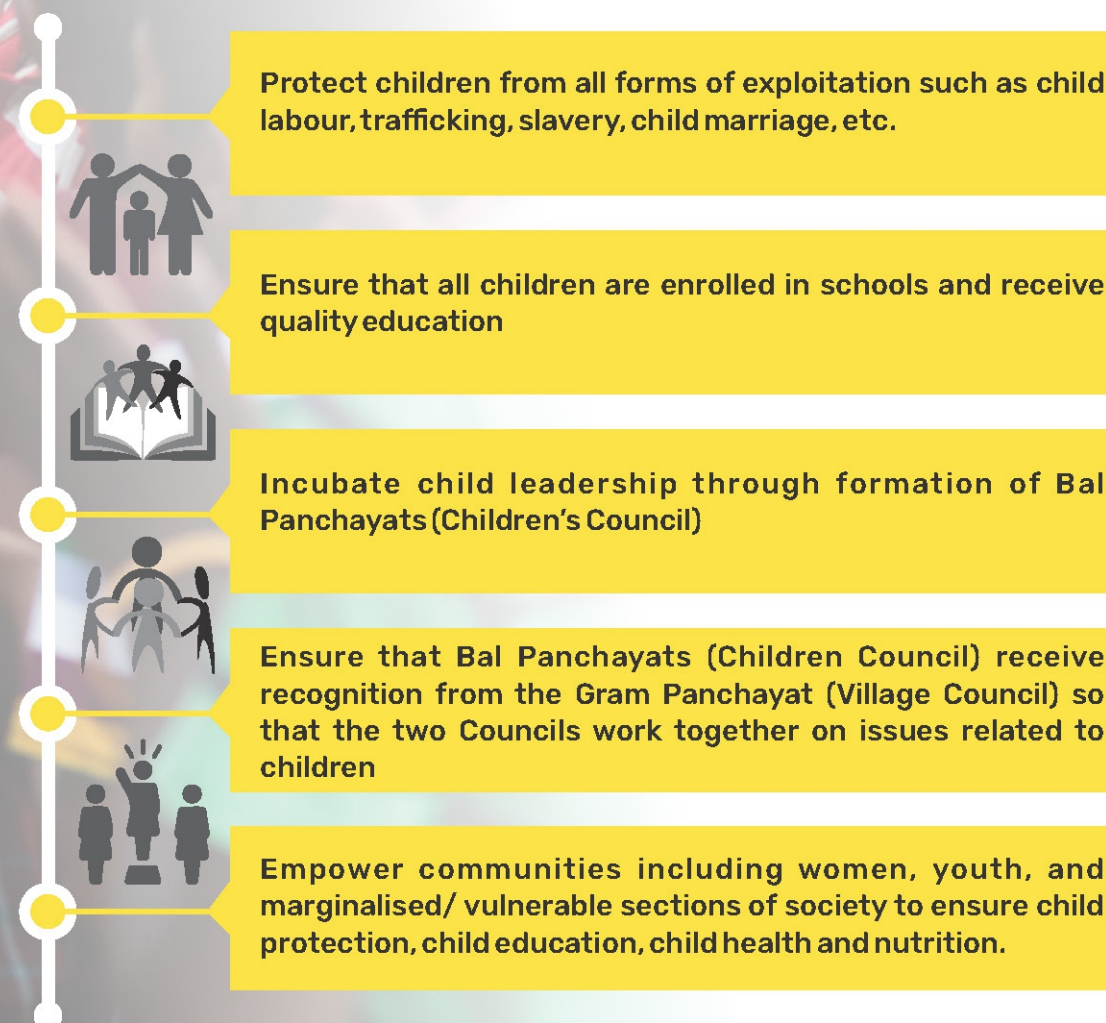 Protect children from all forms of exploitation such as child
labour, trafficking, slavery, child marriage, etc.
Ensure that all children are enrolled in schools and receive
quality education
Incubate child leadership through formation of Bal
Panchayats (Children's Council)
Ensure that Bal Panchayats (Children Council) receive
recognition from the Gram Panchayat (Village Council) so
that the two Councils work together on issues related to
children
Empower communities including women, youth, and
marginalised/ vulnerable sections of society to ensure child
protection, child education, child health and nutrition.